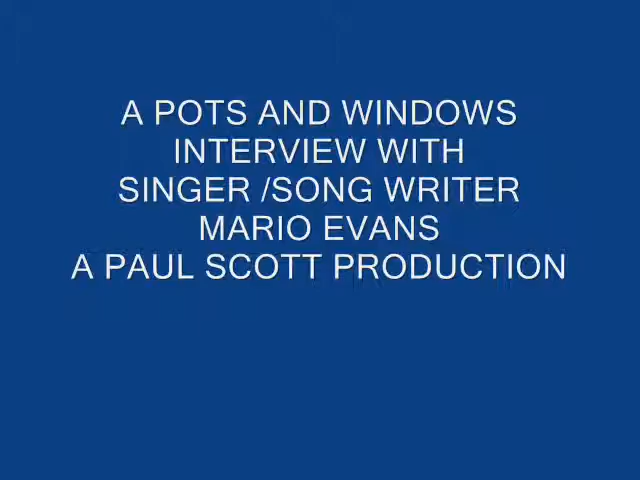 A POTS AND WINDOWS
INTERVIEW WITH
SINGER /SONG WRITER
MARIO EVANS
A PAUL SCOTT PRODUCTION